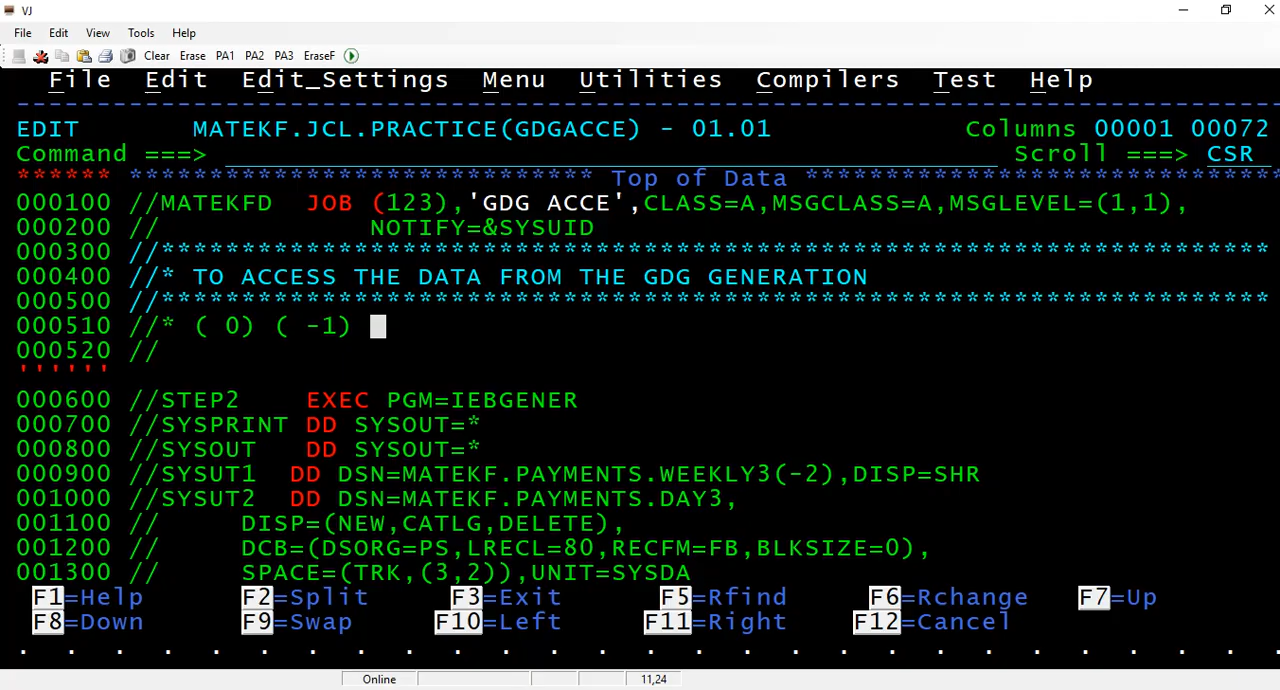 VJ
File Edit View Tools Help
Clear Erase PA1 PA2 PA3 EraseF
File Edit Edit_Settings Menu Utilities Compilers Test Help
--------------------------------------------------------------------------------
EDIT MATEKF.JCL.PRACTICE(GDGACCE) - 01.01 Columns 00001 00072
Command ===> Scroll ===> CSR
****** ***************************** Top of Data ******************************
000100 //MATEKFD JOB (123),'GDG ACCE',CLASS=A,MSGCLASS=A,MSGLEVEL=(1,1),
000200 // NOTIFY=&SYSUID
000300 //*********************************************************************
000400 //* TO ACCESS THE DATA FROM THE GDG GENERATION
000500 //*********************************************************************
000510 //* ( 0) ( -1)
000520 //
''''''
000600 //STEP2 EXEC PGM=IEBGENER
000700 //SYSPRINT DD SYSOUT=*
000800 //SYSOUT DD SYSOUT=*
000900 //SYSUT1 DD DSN=MATEKF.PAYMENTS.WEEKLY3(-2),DISP=SHR
001000 //SYSUT2 DD DSN=MATEKF.PAYMENTS.DAY3,
001100 // DISP=(NEW,CATLG,DELETE),
001200 // DCB=(DSORG=PS,LRECL=80,RECFM=FB,BLKSIZE=0),
001300 // SPACE=(TRK,(3,2)),UNIT=SYSDA
F1=Help F2=Split F3=Exit F5=Rfind F6=Rchange F7=Up
F8=Down F9=Swap F10=Left F11=Right F12=Cancel
. . . . . . . . . . . . . . . . . . . . . . . . . . .
Online 11,24